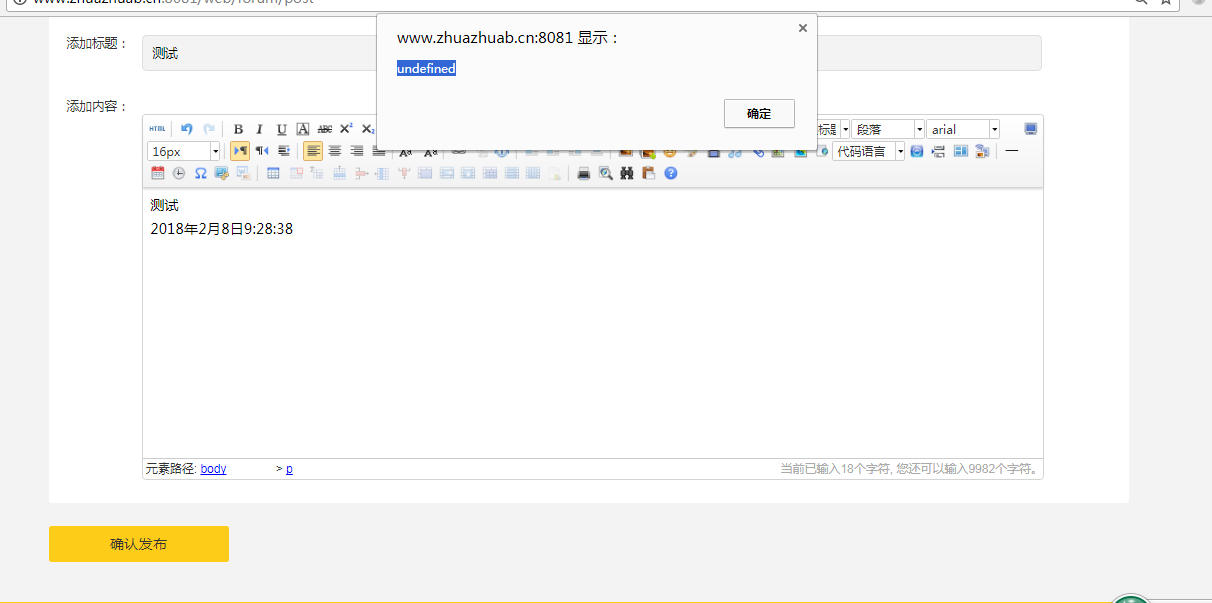 www.zhuazhuab.cn:8081/web/forum/post
www.zhuazhuab.cn:8081 显示：
undefined
确定
添加标题：
测试
添加内容：
HTML B I U A ABC X² X₂ 标题 段落 arial
16px 代码语言
测试
2018年2月8日9:28:38
元素路径: body > p
当前已输入18个字符, 您还可以输入9982个字符。
确认发布